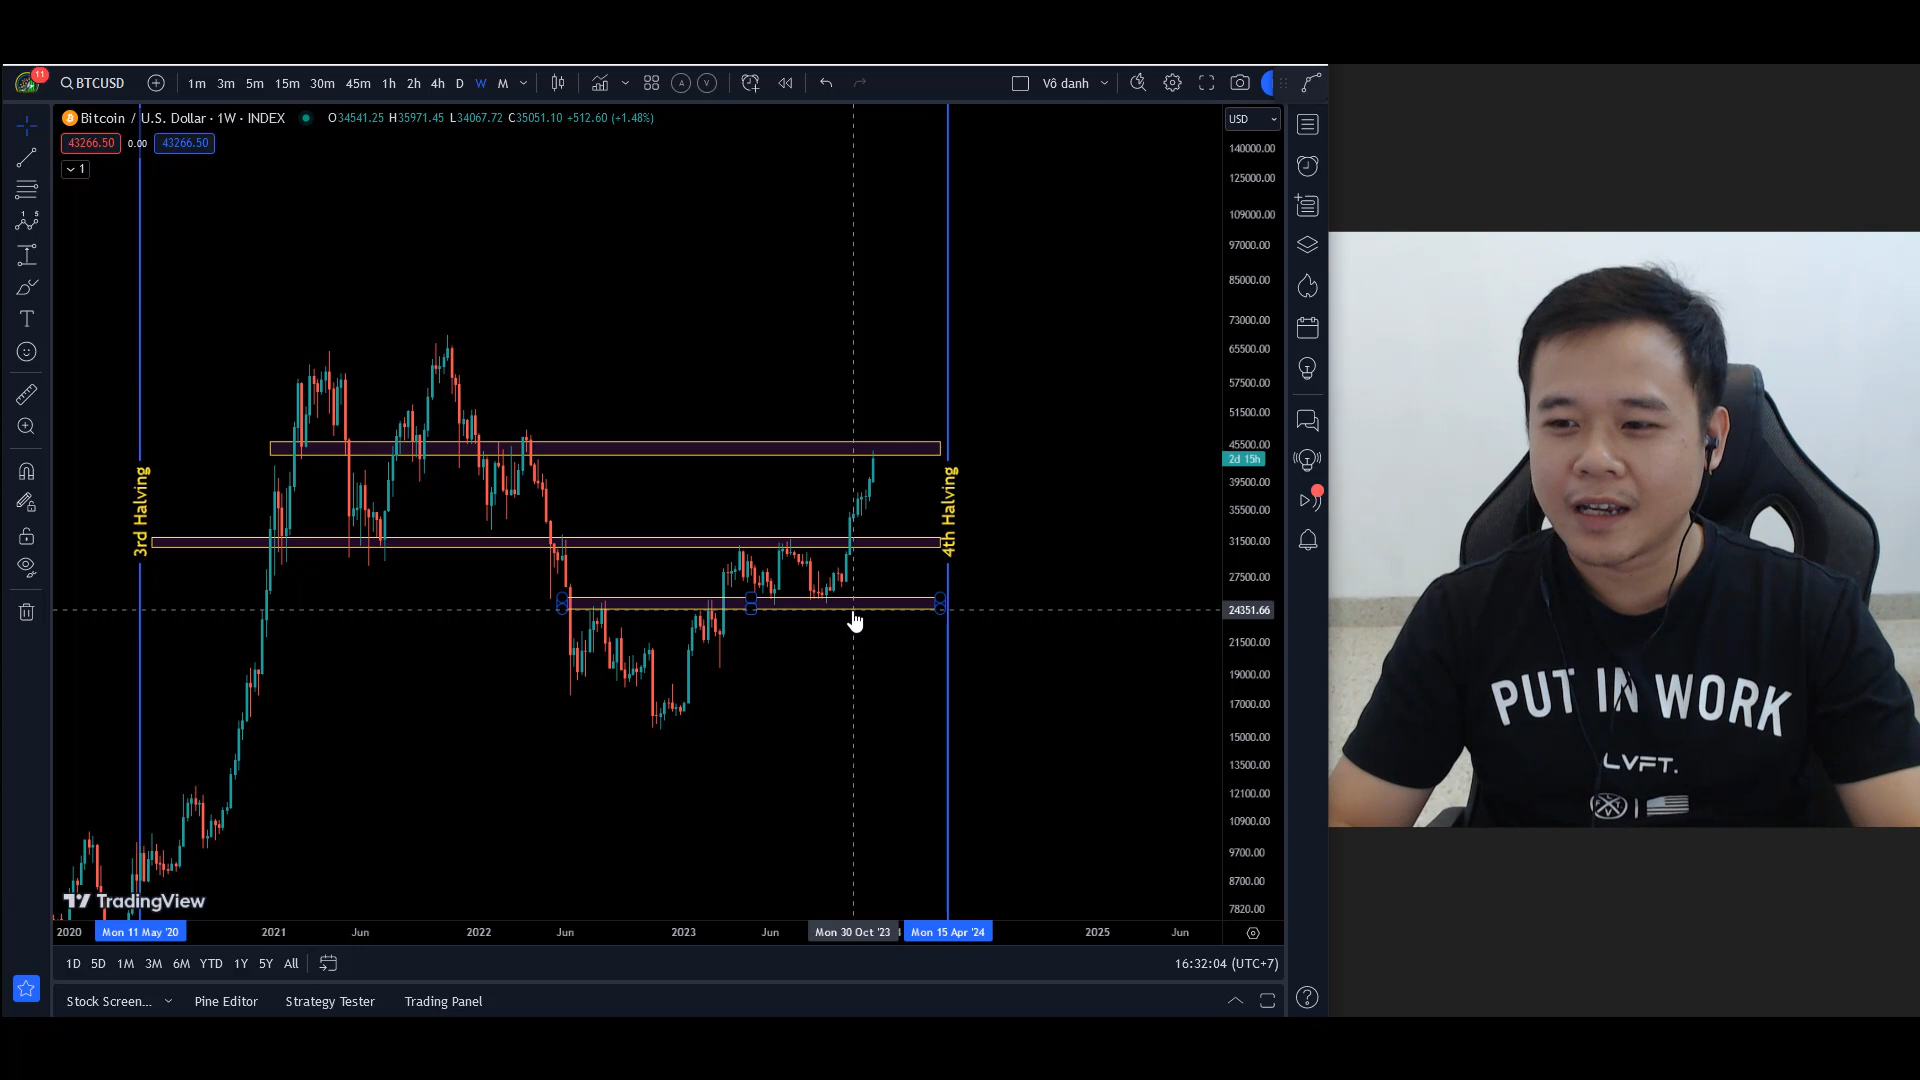 11
BTCUSD
1m 3m 5m 15m 30m 45m 1h 2h 4h D W M
A V
Vô danh
Bitcoin / U.S. Dollar · 1W · INDEX
O34541.25 H35971.45 L34067.72 C35051.10 +512.60 (+1.48%)
43266.50 0.00 43266.50
1
USD
140000.00
125000.00
109000.00
97000.00
85000.00
73000.00
65500.00
57500.00
51500.00
45500.00
2d 15h
39500.00
35500.00
31500.00
27500.00
24351.66
21500.00
19000.00
17000.00
15000.00
13500.00
12100.00
10900.00
9700.00
8700.00
7820.00
3rd Halving
4th Halving
TradingView
2020 Mon 11 May '20 2021 Jun 2022 Jun 2023 Jun Mon 30 Oct '23 Mon 15 Apr '24 2025 Jun
1D 5D 1M 3M 6M YTD 1Y 5Y All
16:32:04 (UTC+7)
Stock Screen... Pine Editor Strategy Tester Trading Panel
PUT IN WORK
LVFT.